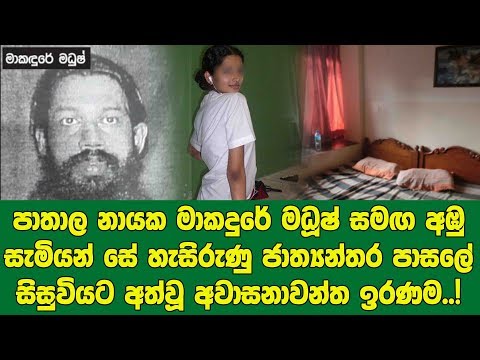 මාකඳුරේ මධුෂ්
පාතාල නායක මාකදුරේ මධූෂ් සමඟ අඹු
සැමියන් සේ හැසිරුණු ජාත්‍යන්තර පාසලේ
සිසුවියට අත්වූ අවාසනාවන්ත ඉරණම..!